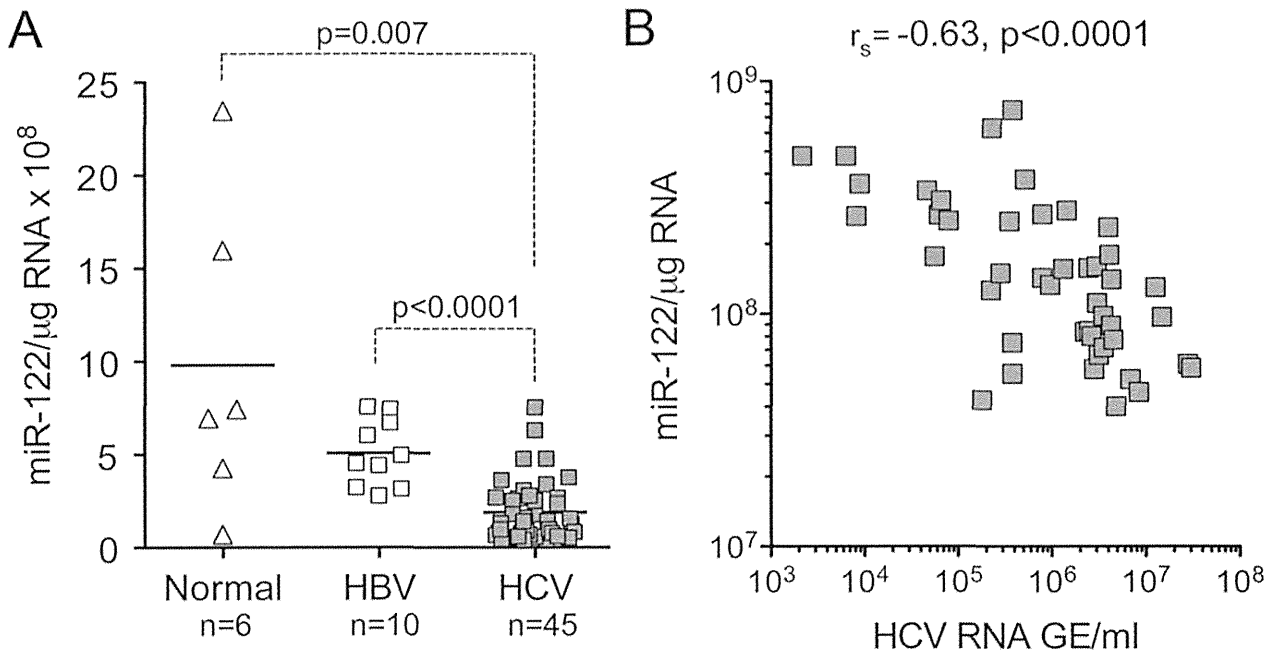 A
p=0.007
miR-122/µg RNA x 10⁸
25
20
15
10
5
0
p<0.0001
Normal
HBV
HCV
n=6
n=10
n=45
B
rₛ= -0.63, p<0.0001
miR-122/µg RNA
10⁹
10⁸
10⁷
10³ 10⁴ 10⁵ 10⁶ 10⁷ 10⁸
HCV RNA GE/ml